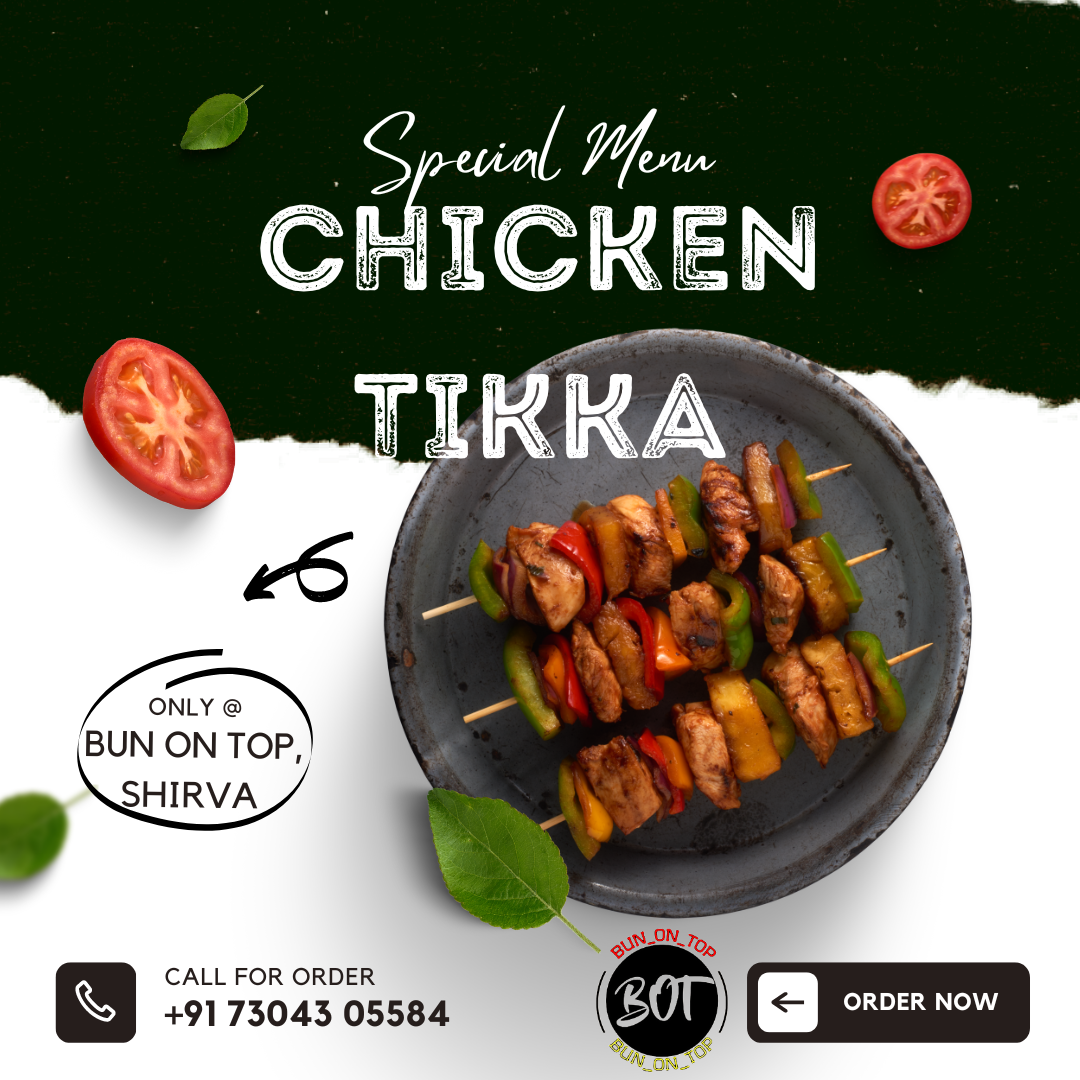 Special Menu
CHICKEN
TIKKA
ONLY @
BUN ON TOP,
SHIRVA
CALL FOR ORDER
+91 73043 05584
BUN_ON_TOP
BOT
BUN_ON_TOP
ORDER NOW